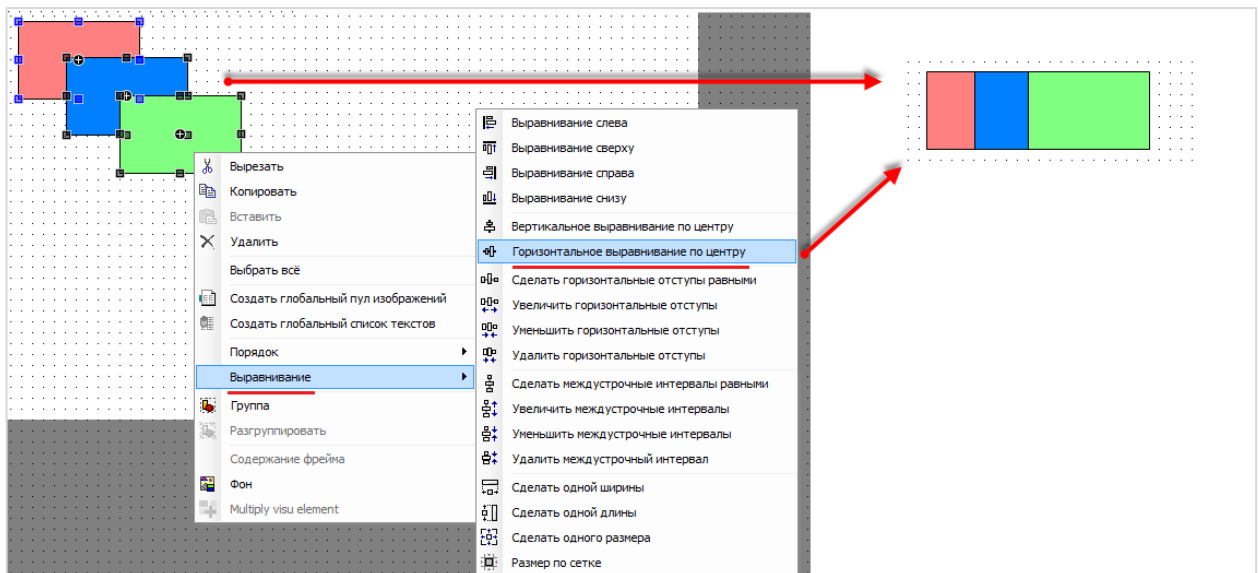 Вырезать
Копировать
Вставить
Удалить
Выбрать всё
Создать глобальный пул изображений
Создать глобальный список текстов
Порядок
Выравнивание
Группа
Разгруппировать
Содержание фрейма
Фон
Multiply visu element
Выравнивание слева
Выравнивание сверху
Выравнивание справа
Выравнивание снизу
Вертикальное выравнивание по центру
Горизонтальное выравнивание по центру
Сделать горизонтальные отступы равными
Увеличить горизонтальные отступы
Уменьшить горизонтальные отступы
Удалить горизонтальные отступы
Сделать междустрочные интервалы равными
Увеличить междустрочные интервалы
Уменьшить междустрочные интервалы
Удалить междустрочный интервал
Сделать одной ширины
Сделать одной длины
Сделать одного размера
Размер по сетке